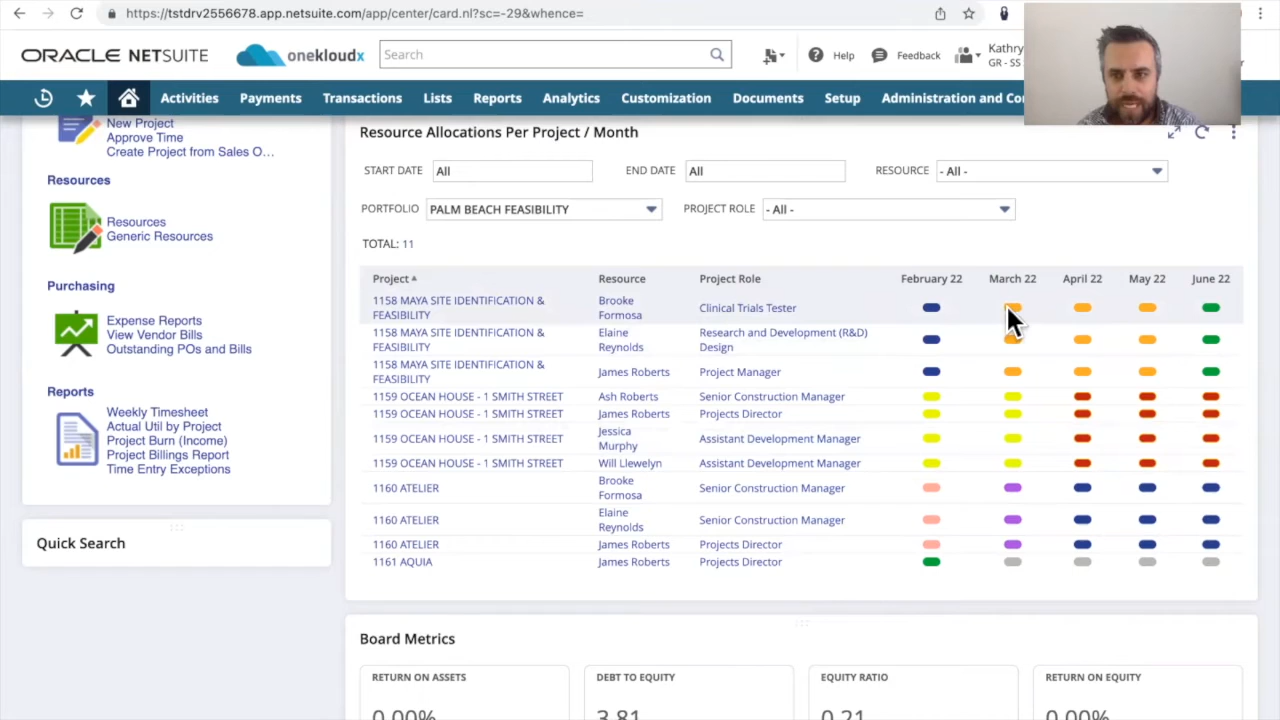 https://tstdrv2556678.app.netsuite.com/app/center/card.nl?sc=-29&whence=
ORACLE NETSUITE
onekloudx
Search
Help
Feedback
Kathry
GR - SS
Activities
Payments
Transactions
Lists
Reports
Analytics
Customization
Documents
Setup
Administration and Co
New Project
Approve Time
Create Project from Sales O…
Resources
Resources
Generic Resources
Purchasing
Expense Reports
View Vendor Bills
Outstanding POs and Bills
Reports
Weekly Timesheet
Actual Util by Project
Project Burn (Income)
Project Billings Report
Time Entry Exceptions
Quick Search
Resource Allocations Per Project / Month
START DATE All END DATE All RESOURCE - All -
PORTFOLIO PALM BEACH FEASIBILITY PROJECT ROLE - All -
TOTAL: 11
Project Resource Project Role February 22 March 22 April 22 May 22 June 22
1158 MAYA SITE IDENTIFICATION &
FEASIBILITY
Brooke
Formosa
Clinical Trials Tester
1158 MAYA SITE IDENTIFICATION &
FEASIBILITY
Elaine
Reynolds
Research and Development (R&D)
Design
1158 MAYA SITE IDENTIFICATION &
FEASIBILITY
James Roberts
Project Manager
1159 OCEAN HOUSE - 1 SMITH STREET Ash Roberts Senior Construction Manager
1159 OCEAN HOUSE - 1 SMITH STREET James Roberts Projects Director
1159 OCEAN HOUSE - 1 SMITH STREET
Jessica
Murphy
Assistant Development Manager
1159 OCEAN HOUSE - 1 SMITH STREET Will Llewelyn Assistant Development Manager
1160 ATELIER
Brooke
Formosa
Senior Construction Manager
1160 ATELIER
Elaine
Reynolds
Senior Construction Manager
1160 ATELIER James Roberts Projects Director
1161 AQUIA James Roberts Projects Director
Board Metrics
RETURN ON ASSETS
0.00%
DEBT TO EQUITY
3.81
EQUITY RATIO
0.21
RETURN ON EQUITY
0.00%